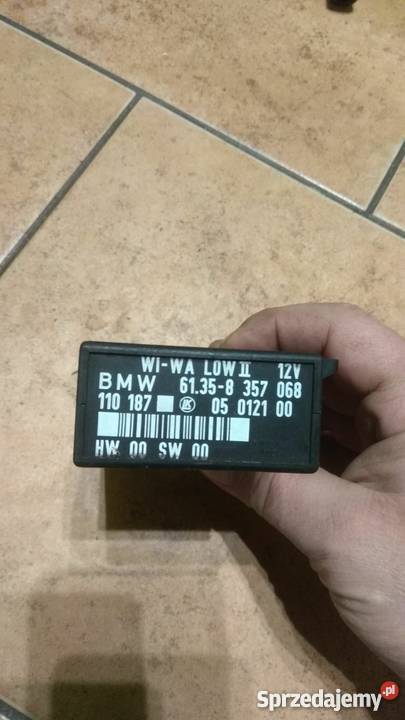 WI-WA LOW II 12V
BMW 61.35-8 357 068
110 187 05 0121 00
HW 00 SW 00
Sprzedajemy.pl